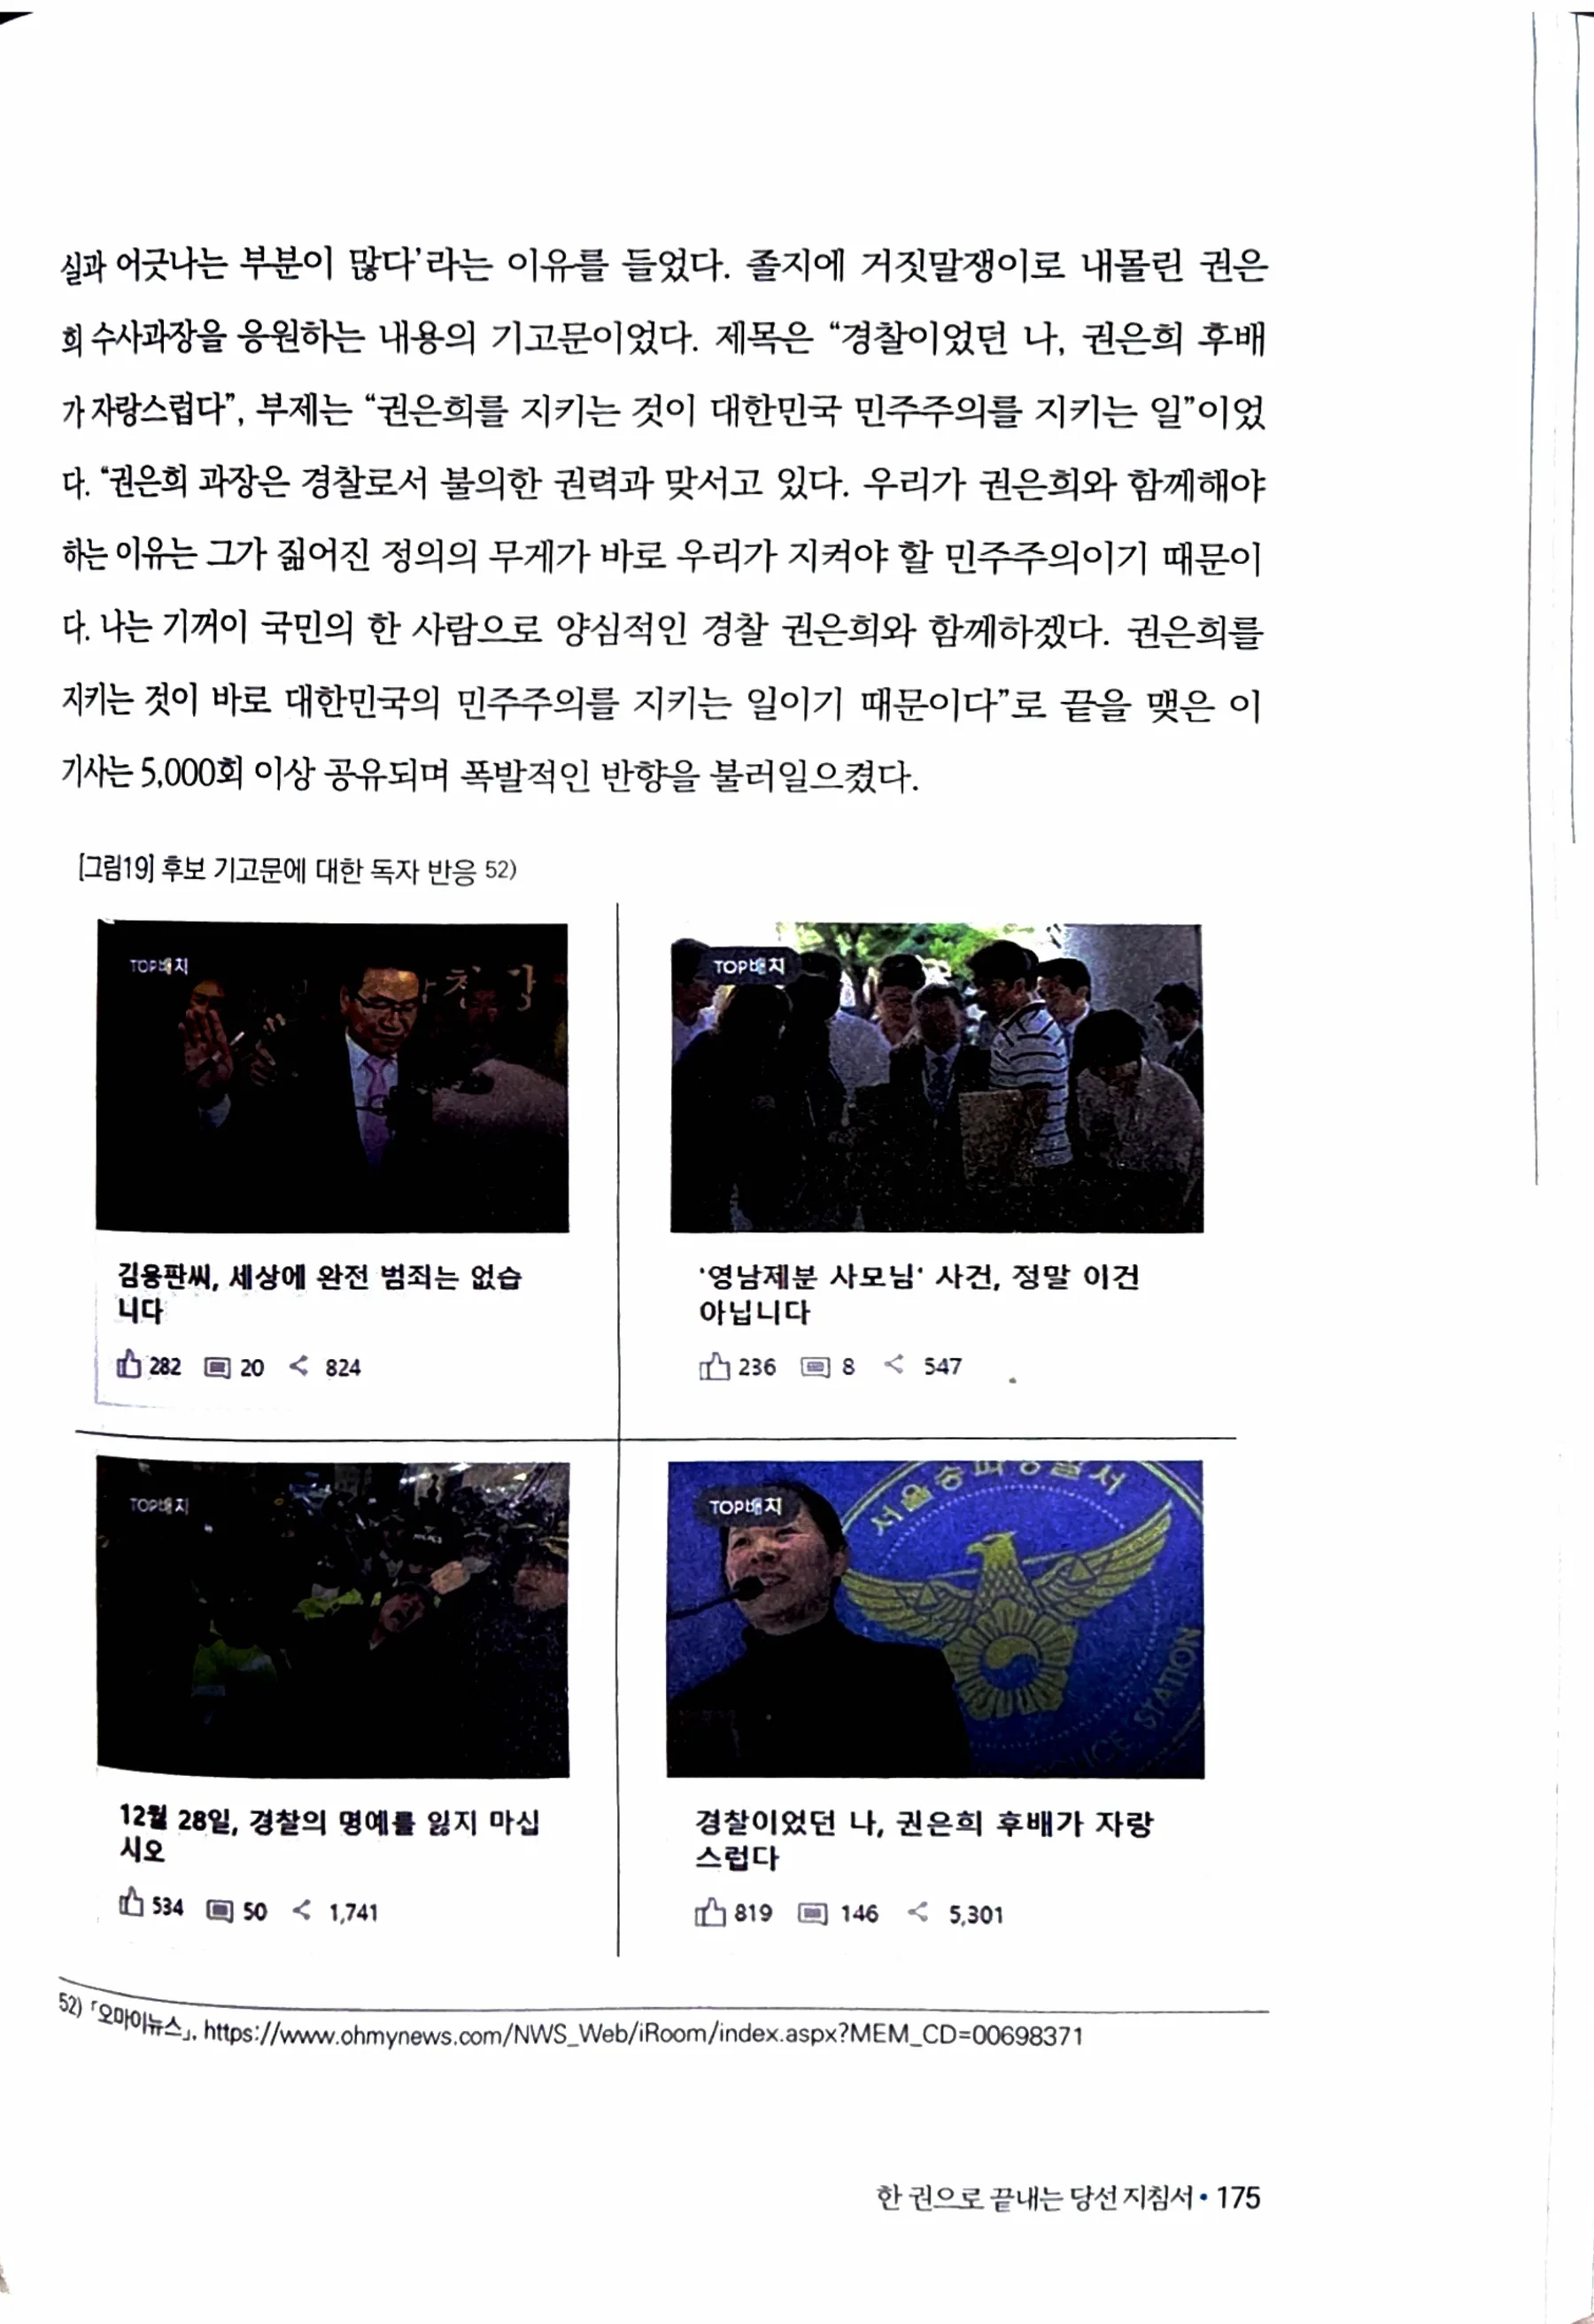 실과 어긋나는 부분이 많다'라는 이유를 들었다. 졸지에 거짓말쟁이로 내몰린 권은
희 수사과장을 응원하는 내용의 기고문이었다. 제목은 “경찰이었던 나, 권은희 후배
가 자랑스럽다”, 부제는 “권은희를 지키는 것이 대한민국 민주주의를 지키는 일”이었
다. “권은희 과장은 경찰로서 불의한 권력과 맞서고 있다. 우리가 권은희와 함께해야
하는 이유는 그가 짊어진 정의의 무게가 바로 우리가 지켜야 할 민주주의이기 때문이
다. 나는 기꺼이 국민의 한 사람으로 양심적인 경찰 권은희와 함께하겠다. 권은희를
지키는 것이 바로 대한민국의 민주주의를 지키는 일이기 때문이다”로 끝을 맺은 이
기사는 5,000회 이상 공유되며 폭발적인 반향을 불러일으켰다.
[그림19] 후보 기고문에 대한 독자 반응 52)
TOP배치
김용판씨, 세상에 완전 범죄는 없습
니다
282 20 824
TOP배치
'영남제분 사모님' 사건, 정말 이건
아닙니다
236 8 547
TOP배치
12월 28일, 경찰의 명예를 잃지 마십
시오
534 50 1,741
TOP배치
서울송파경찰서
POLICE STATION
경찰이었던 나, 권은희 후배가 자랑
스럽다
819 146 5,301
52) 「오마이뉴스」, https://www.ohmynews.com/NWS_Web/iRoom/index.aspx?MEM_CD=00698371
한 권으로 끝내는 당선 지침서 • 175